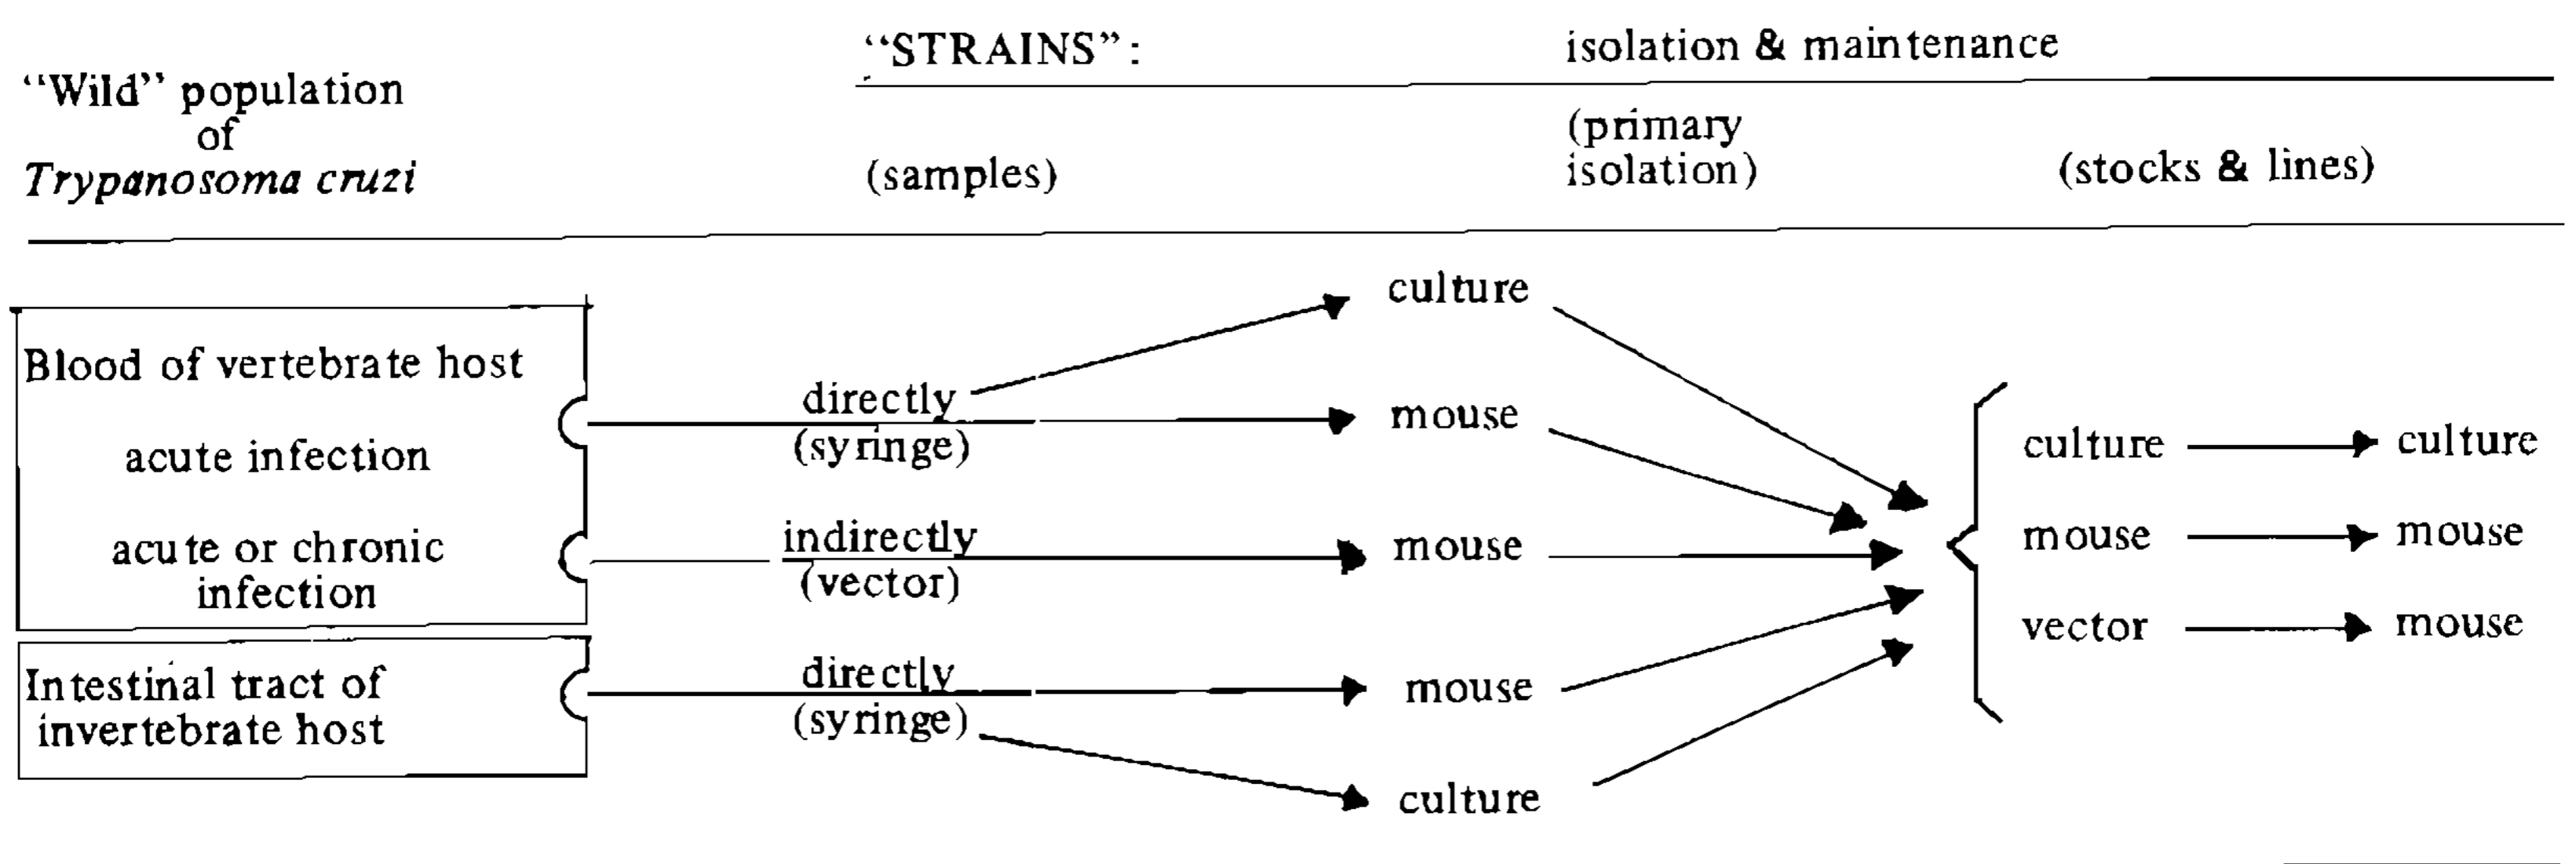 “STRAINS”: isolation & maintenance
“Wild” population
of
Trypanosoma cruzi
(samples)
(primary
isolation)
(stocks & lines)
Blood of vertebrate host
acute infection
acute or chronic
infection
Intestinal tract of
invertebrate host
directly
(syringe)
indirectly
(vector)
directly
(syringe)
culture
mouse
mouse
mouse
culture
culture culture
mouse mouse
vector mouse